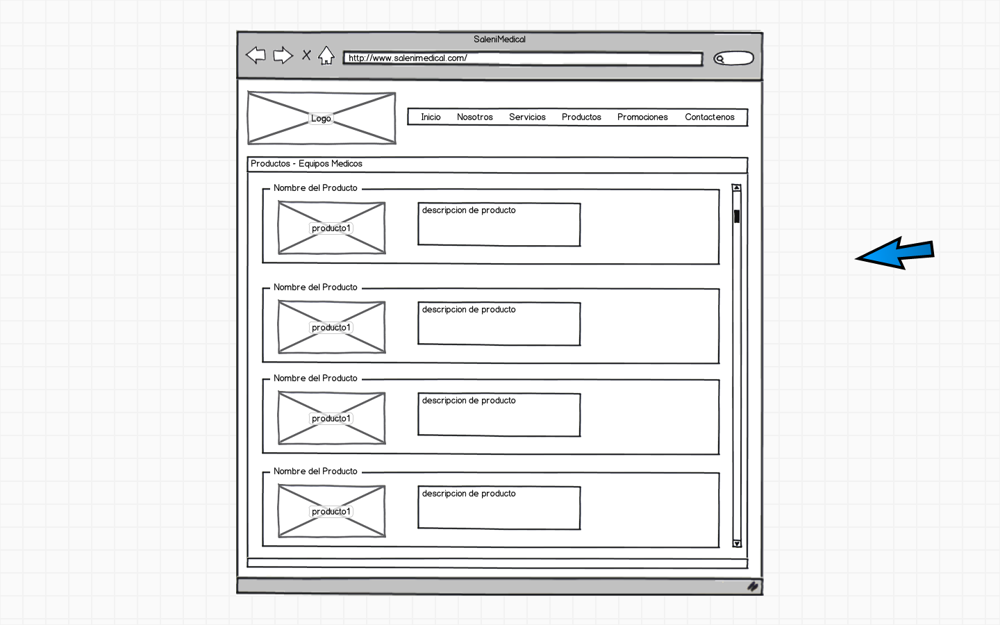 SaleniMedical
http://www.salenimedical.com/
Logo
Inicio Nosotros Servicios Productos Promociones Contactenos
Productos - Equipos Medicos
Nombre del Producto
producto1
descripcion de producto
Nombre del Producto
producto1
descripcion de producto
Nombre del Producto
producto1
descripcion de producto
Nombre del Producto
producto1
descripcion de producto